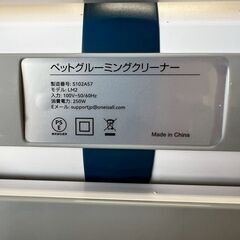 ペットグルーミングクリーナー
製造番号: S102A57
モデル: LM2
入力: 100V~50/60Hz
消費電力: 250W
Eメール: supportjp@oneisall.com
PS
E
Made in China